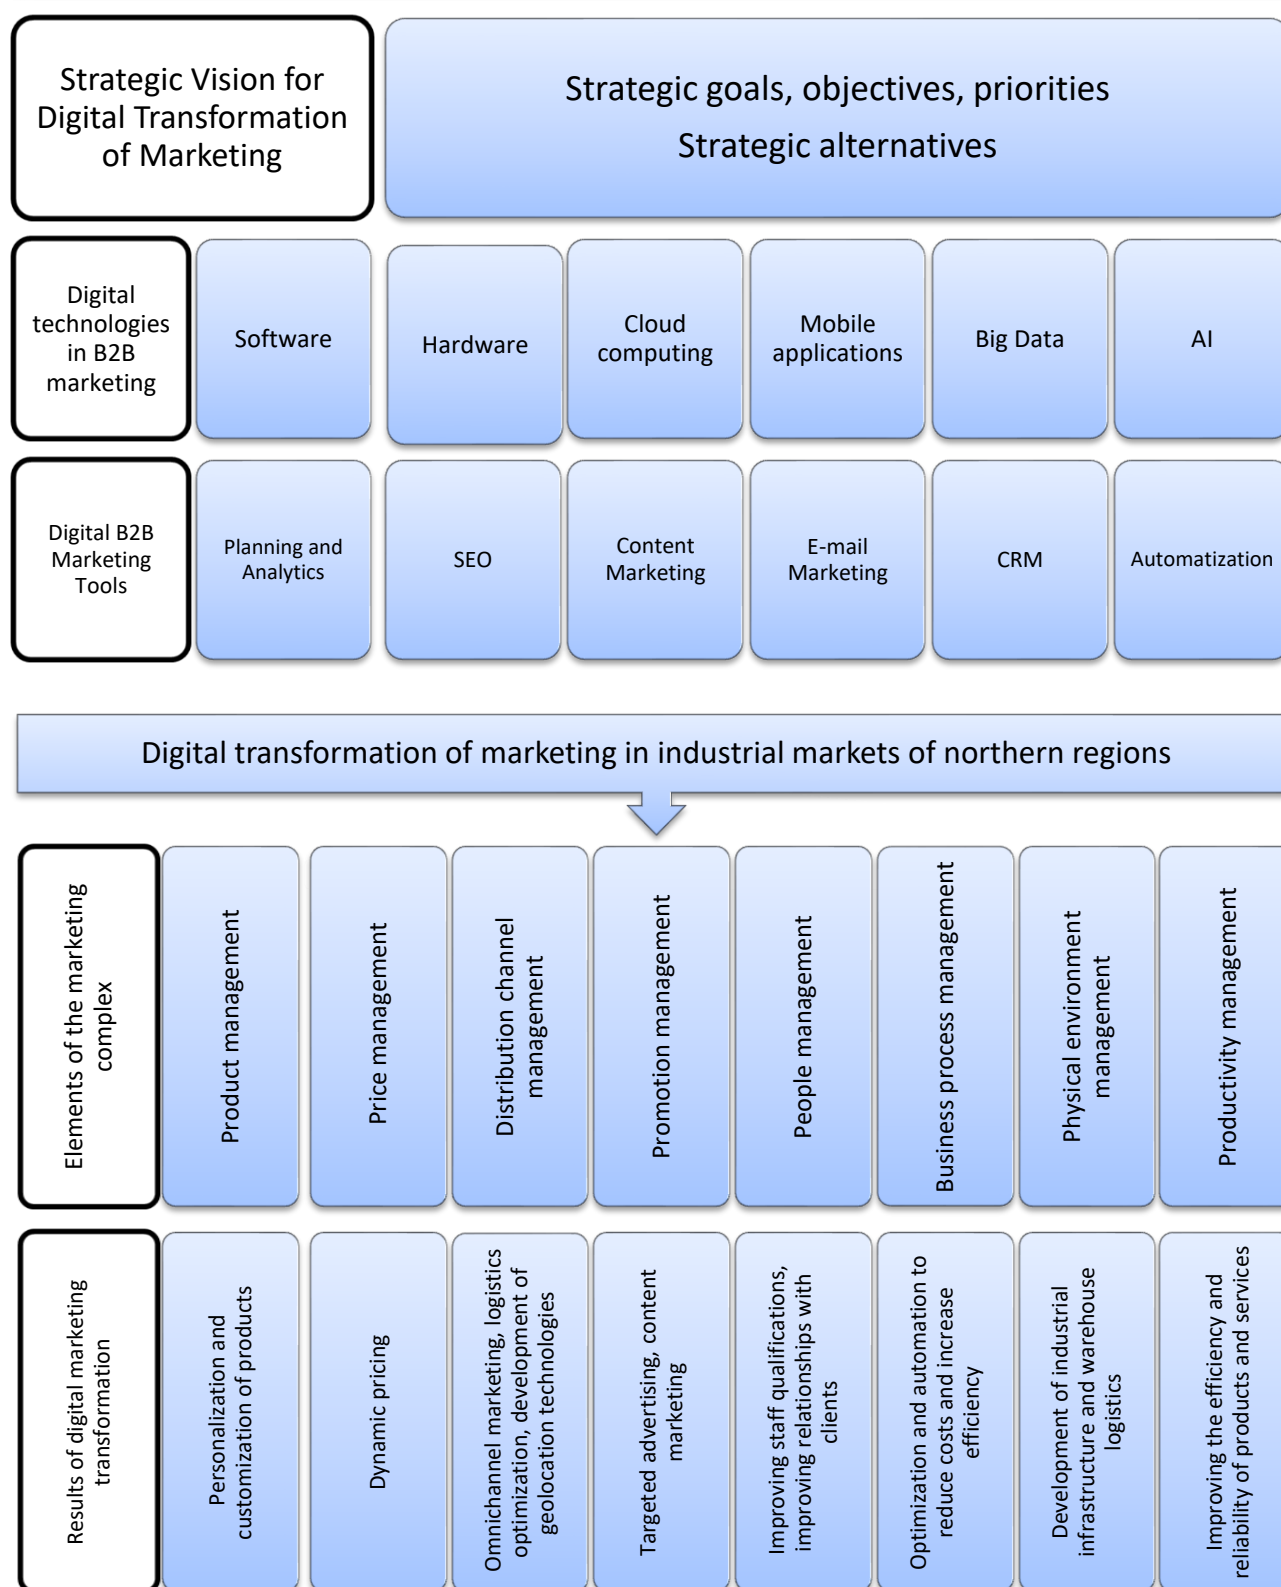 Strategic Vision for
Digital Transformation
of Marketing
Strategic goals, objectives, priorities
Strategic alternatives
Digital
technologies
in B2B
marketing
Software
Hardware
Cloud
computing
Mobile
applications
Big Data
AI
Digital B2B
Marketing
Tools
Planning and
Analytics
SEO
Content
Marketing
E-mail
Marketing
CRM
Automatization
Digital transformation of marketing in industrial markets of northern regions
Elements of the marketing
complex
Product management
Price management
Distribution channel
management
Promotion management
People management
Business process management
Physical environment
management
Productivity management
Results of digital marketing
transformation
Personalization and
customization of products
Dynamic pricing
Omnichannel marketing, logistics
optimization, development of
geolocation technologies
Targeted advertising, content
marketing
Improving staff qualifications,
improving relationships with
clients
Optimization and automation to
reduce costs and increase
efficiency
Development of industrial
infrastructure and warehouse
logistics
Improving the efficiency and
reliability of products and services